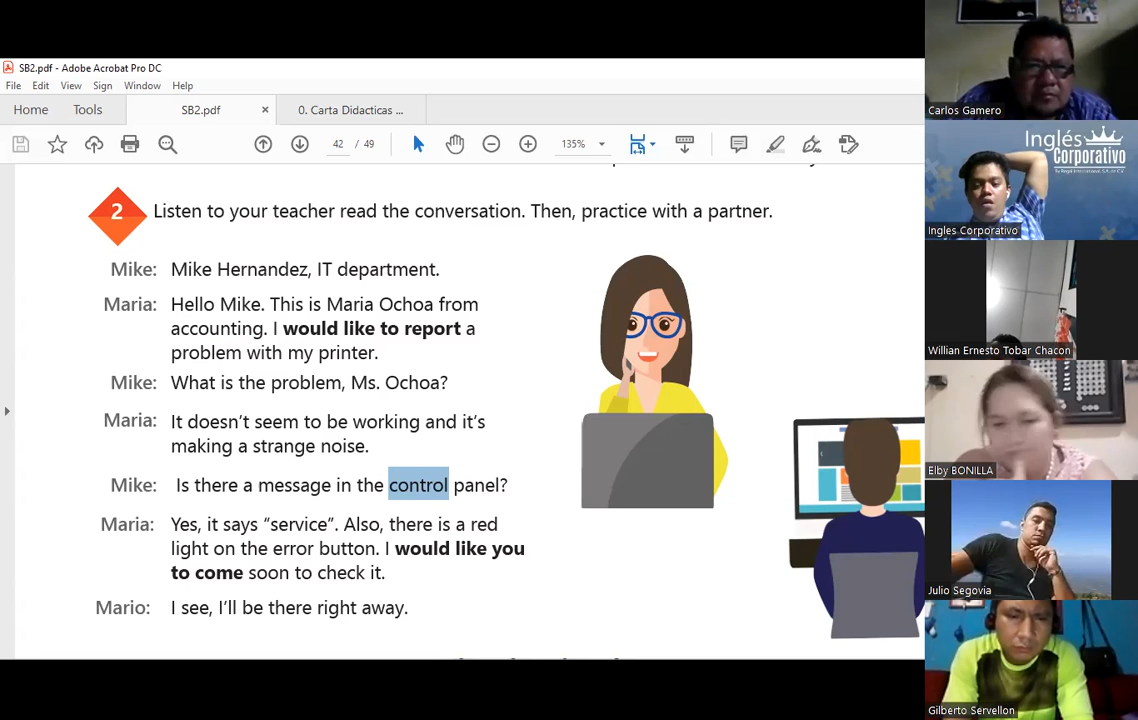 SB2.pdf - Adobe Acrobat Pro DC
File Edit View Sign Window Help
Home Tools SB2.pdf × 0. Carta Didacticas ...
42 / 49 135%
2 Listen to your teacher read the conversation. Then, practice with a partner.
Mike: Mike Hernandez, IT department.
Maria: Hello Mike. This is Maria Ochoa from
accounting. I would like to report a
problem with my printer.
Mike: What is the problem, Ms. Ochoa?
Maria: It doesn't seem to be working and it's
making a strange noise.
Mike: Is there a message in the control panel?
Maria: Yes, it says “service”. Also, there is a red
light on the error button. I would like you
to come soon to check it.
Mario: I see, I'll be there right away.
Carlos Gamero
Inglés
Corporativo
Ingles Corporativo
Willian Ernesto Tobar Chacon
Elby BONILLA
Julio Segovia
Gilberto Servellon